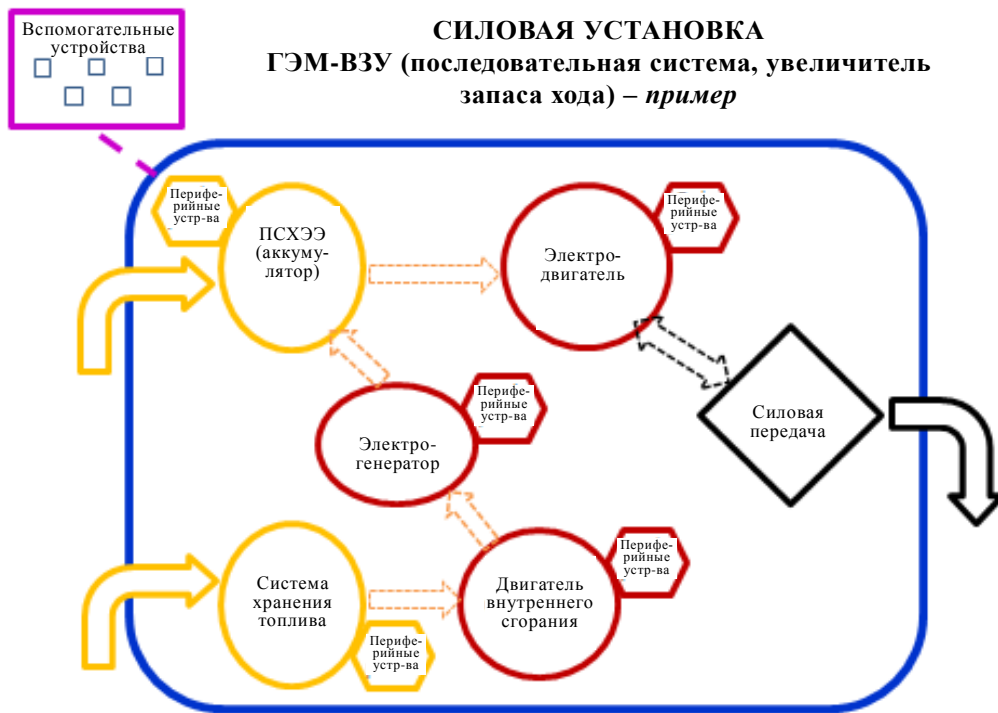 Вспомогательные
устройства
СИЛОВАЯ УСТАНОВКА
ГЭМ-ВЗУ (последовательная система, увеличитель
запаса хода) – пример
Перифе-
рийные
устр-ва
ПСХЭЭ
(аккуму-
лятор)
Электро-
двигатель
Перифе-
рийные
устр-ва
Перифе-
рийные
устр-ва
Электро-
генератор
Силовая
передача
Система
хранения
топлива
Перифе-
рийные
устр-ва
Двигатель
внутреннего
сгорания
Перифе-
рийные
устр-ва